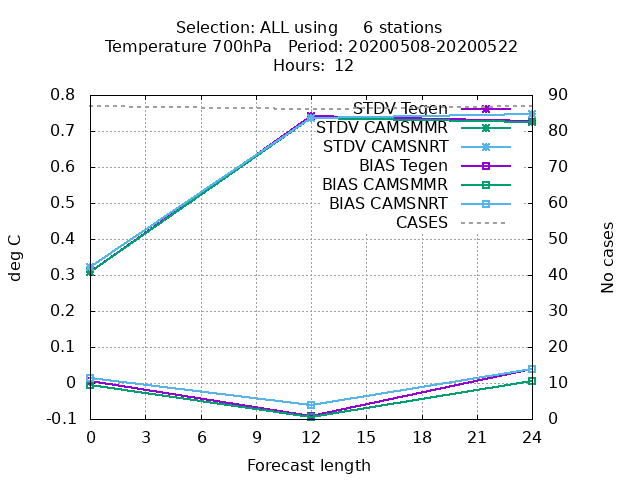 Selection: ALL using     6 stations
Temperature 700hPa   Period: 20200508-20200522
Hours:  12
0.8
0.7
0.6
0.5
0.4
0.3
0.2
0.1
0
-0.1
deg C
90
80
70
60
50
40
30
20
10
0
No cases
STDV Tegen
STDV CAMSMMR
STDV CAMSNRT
BIAS Tegen
BIAS CAMSMMR
BIAS CAMSNRT
CASES
0 3 6 9 12 15 18 21 24
Forecast length